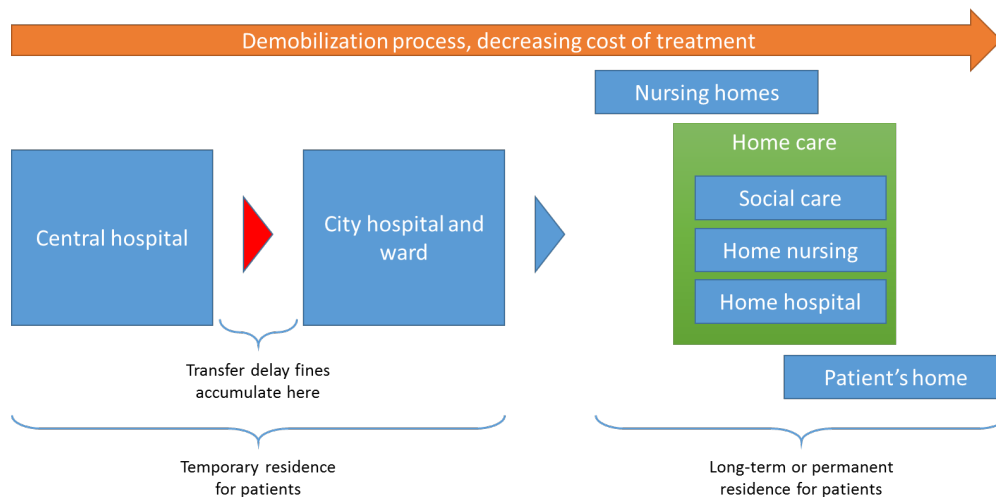 Demobilization process, decreasing cost of treatment
Nursing homes
Home care
Social care
Home nursing
Home hospital
Central hospital
City hospital and
ward
Patient's home
Transfer delay fines
accumulate here
Temporary residence
for patients
Long-term or permanent
residence for patients